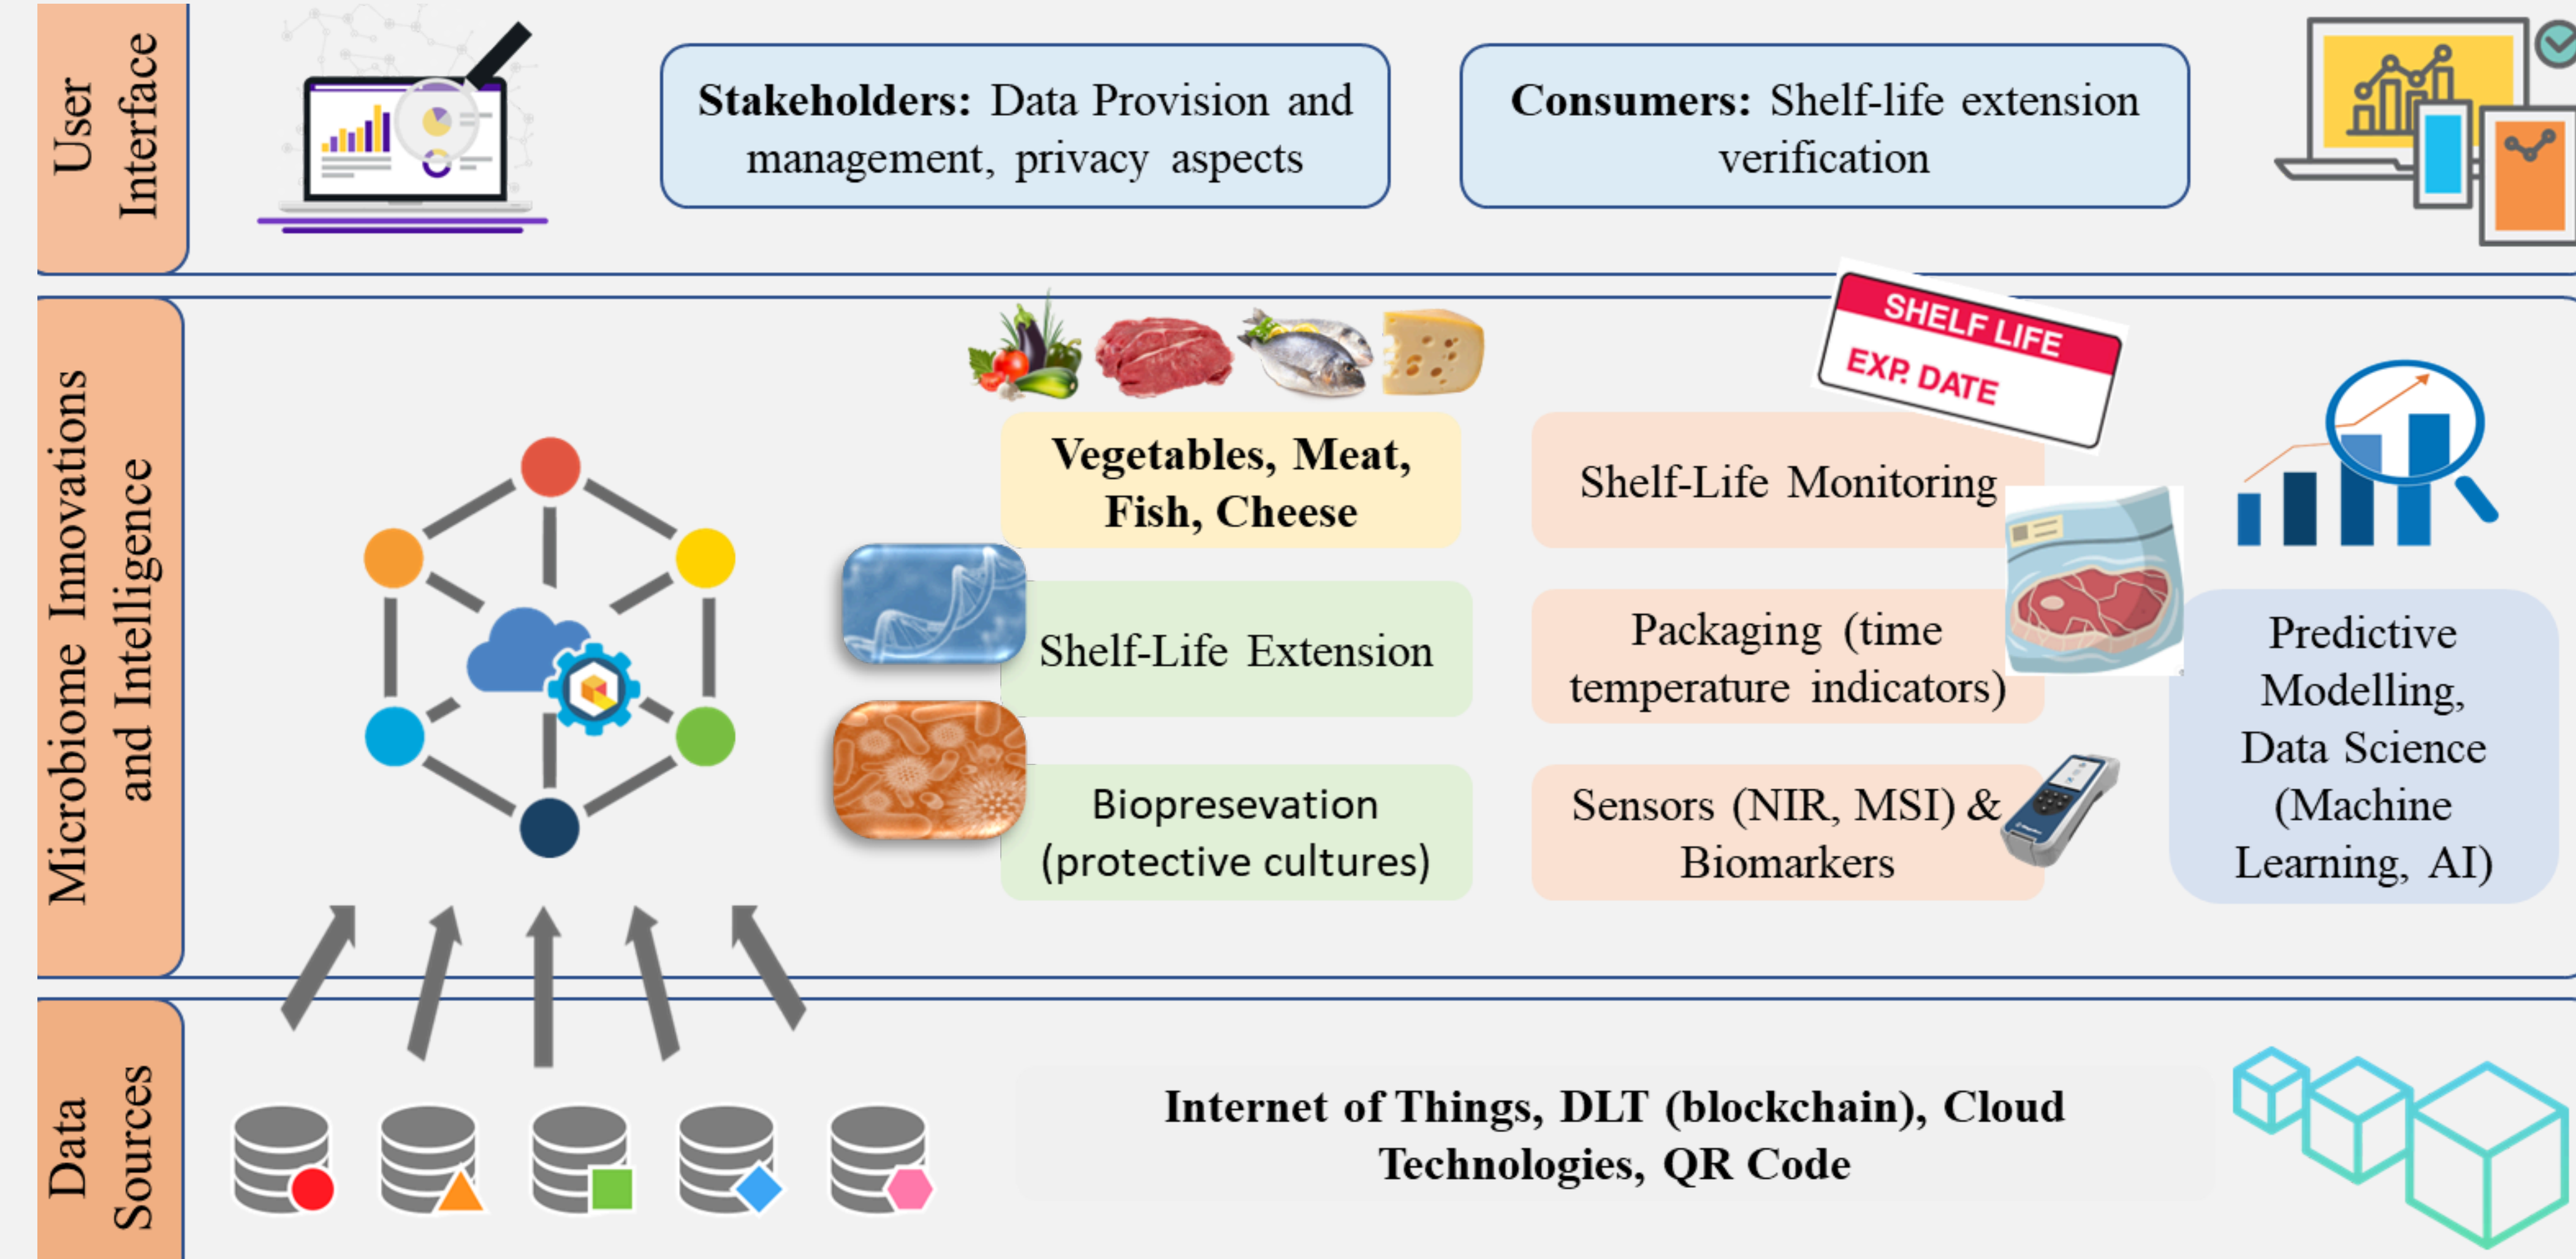 User
Interface
Stakeholders: Data Provision and
management, privacy aspects
Consumers: Shelf-life extension
verification
Microbiome Innovations
and Intelligence
Vegetables, Meat,
Fish, Cheese
Shelf-Life Extension
Biopresevation
(protective cultures)
SHELF LIFE
EXP. DATE
Shelf-Life Monitoring
Packaging (time
temperature indicators)
Sensors (NIR, MSI) &
Biomarkers
Predictive
Modelling,
Data Science
(Machine
Learning, AI)
Data
Sources
Internet of Things, DLT (blockchain), Cloud
Technologies, QR Code